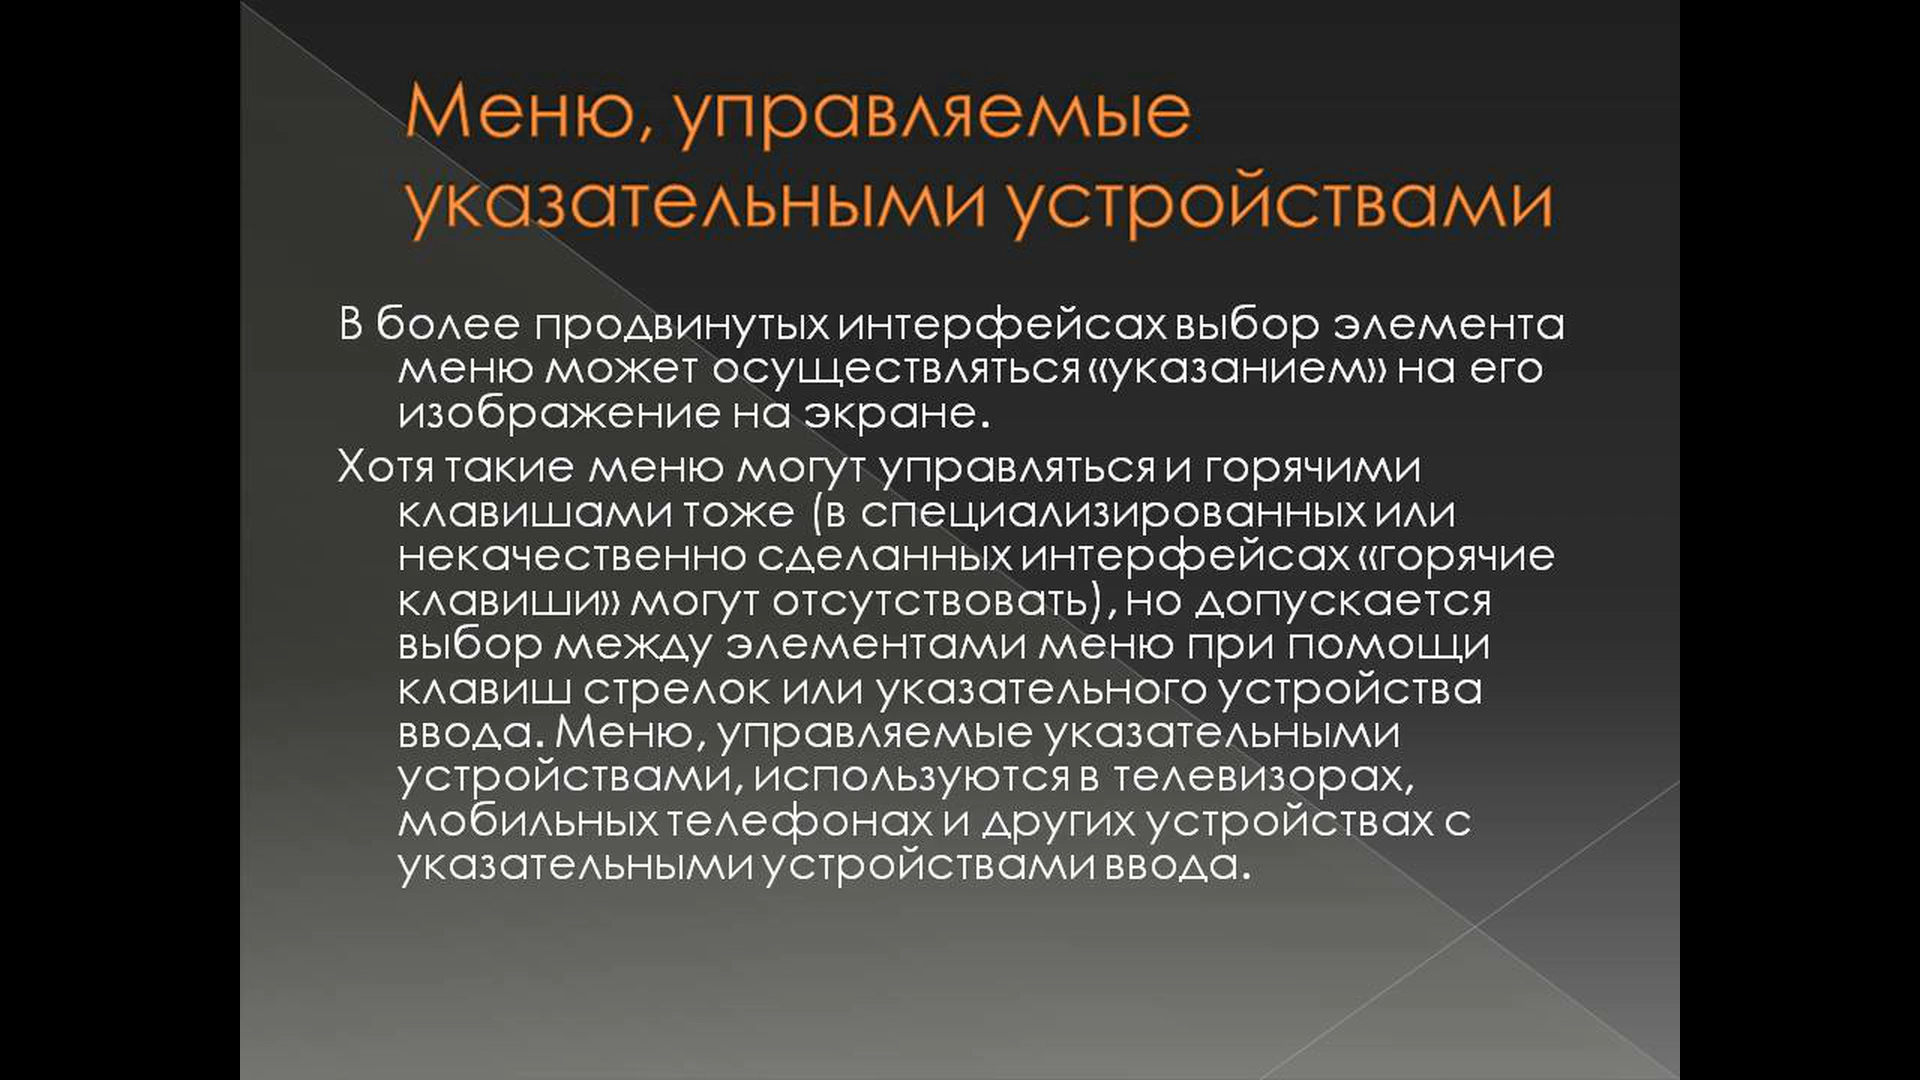 Меню, управляемые
указательными устройствами
В более продвинутых интерфейсах выбор элемента
меню может осуществляться «указанием» на его
изображение на экране.
Хотя такие меню могут управляться и горячими
клавишами тоже (в специализированных или
некачественно сделанных интерфейсах «горячие
клавиши» могут отсутствовать), но допускается
выбор между элементами меню при помощи
клавиш стрелок или указательного устройства
ввода. Меню, управляемые указательными
устройствами, используются в телевизорах,
мобильных телефонах и других устройствах с
указательными устройствами ввода.